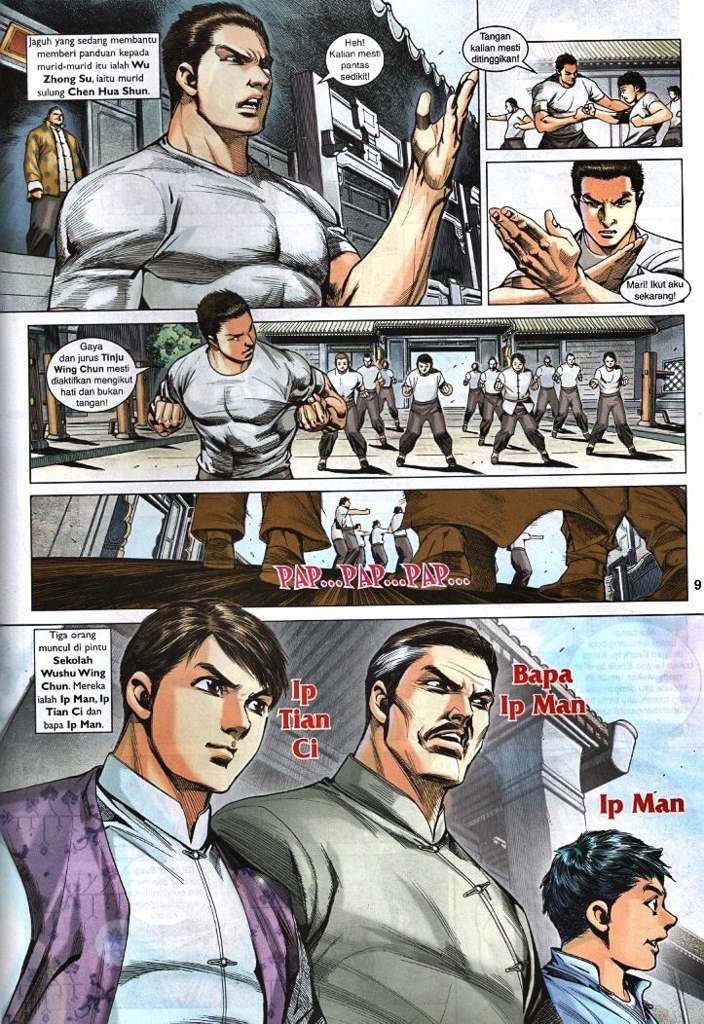 Jaguh yang sedang membantu
memberi panduan kepada
murid-murid itu ialah Wu
Zhong Su, iaitu murid
sulung Chen Hua Shun.
Heh!
Kalian mesti
pantas
sedikit!
Tangan
kalian mesti
ditinggikan!
Mari! Ikut aku
sekarang!
Gaya
dan jurus Tinju
Wing Chun mesti
diaktifkan mengikut
hati dan bukan
tangan!
PAP...PAP...PAP...
9
Tiga orang
muncul di pintu
Sekolah
Wushu Wing
Chun. Mereka
ialah Ip Man, Ip
Tian Ci dan
bapa Ip Man.
Ip
Tian
Ci
Bapa
Ip Man
Ip Man